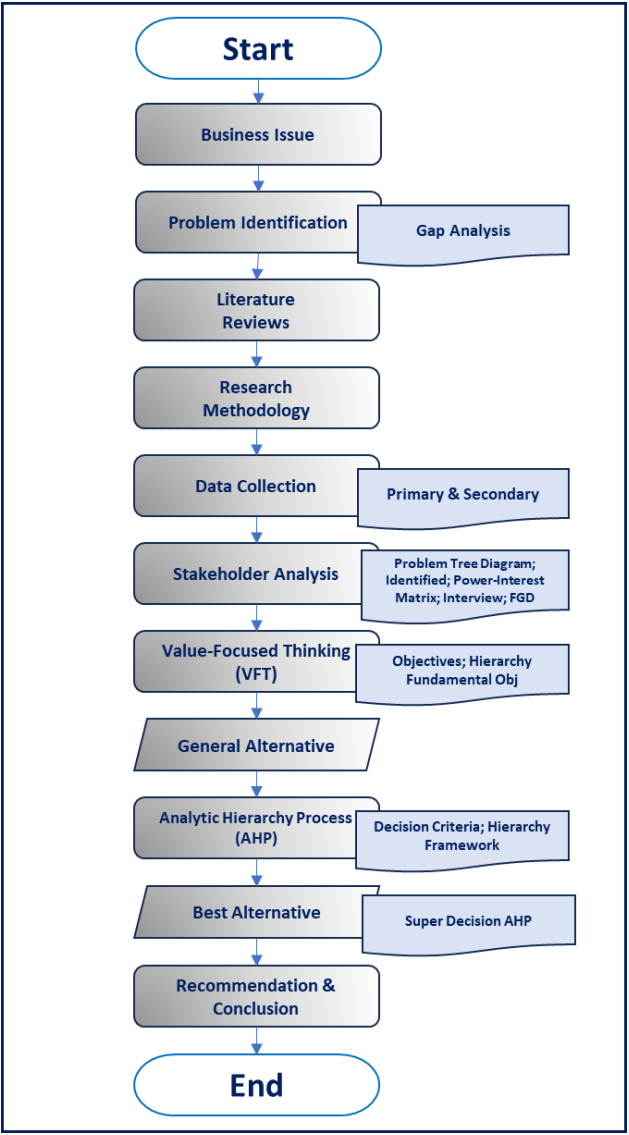 Start
Business Issue
Problem Identification
Gap Analysis
Literature
Reviews
Research
Methodology
Data Collection
Primary & Secondary
Stakeholder Analysis
Problem Tree Diagram;
Identified; Power-Interest
Matrix; Interview; FGD
Value-Focused Thinking
(VFT)
Objectives; Hierarchy
Fundamental Obj
General Alternative
Analytic Hierarchy Process
(AHP)
Decision Criteria; Hierarchy
Framework
Best Alternative
Super Decision AHP
Recommendation &
Conclusion
End